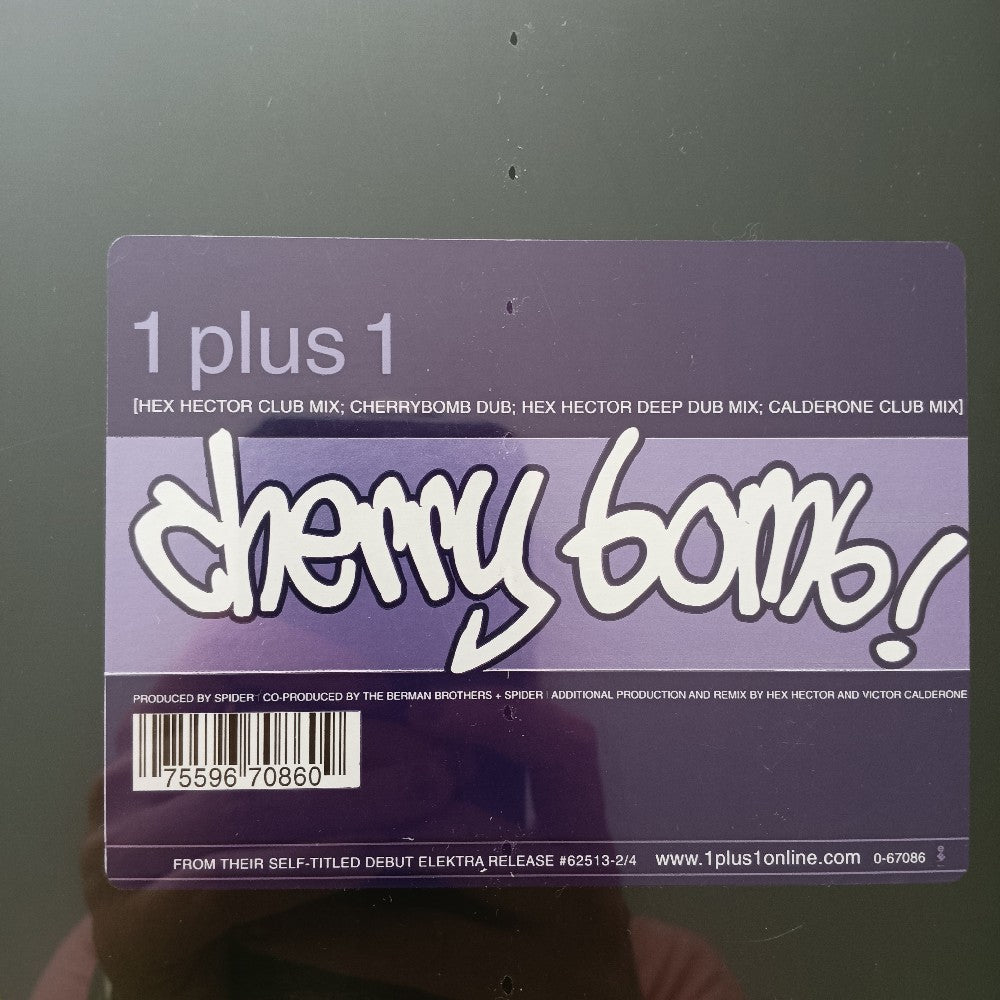 1 plus 1
[HEX HECTOR CLUB MIX; CHERRYBOMB DUB; HEX HECTOR DEEP DUB MIX; CALDERONE CLUB MIX]
cherry bomb!
PRODUCED BY SPIDER | CO-PRODUCED BY THE BERMAN BROTHERS + SPIDER | ADDITIONAL PRODUCTION AND REMIX BY HEX HECTOR AND VICTOR CALDERONE
75596 70860
FROM THEIR SELF-TITLED DEBUT ELEKTRA RELEASE #62513-2/4 www.1plus1online.com 0-67086